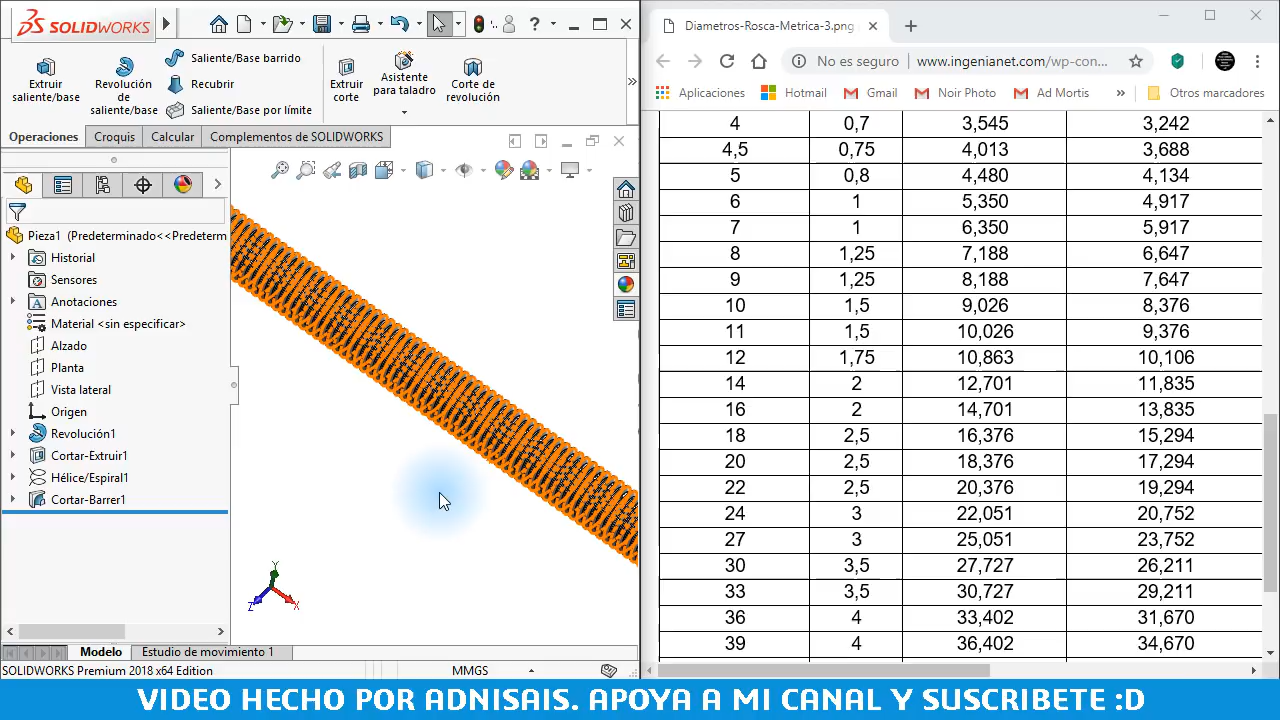 SOLIDWORKS
Extruir saliente/base
Revolución de saliente/base
Saliente/Base barrido
Recubrir
Saliente/Base por límite
Extruir corte
Asistente para taladro
Corte de revolución
Operaciones
Croquis
Calcular
Complementos de SOLIDWORKS
Pieza1 (Predeterminado<<Predeterm
Historial
Sensores
Anotaciones
Material <sin especificar>
Alzado
Planta
Vista lateral
Origen
Revolución1
Cortar-Extruir1
Hélice/Espiral1
Cortar-Barrer1
Y
Z
X
Modelo
Estudio de movimiento 1
SOLIDWORKS Premium 2018 x64 Edition
MMGS
Diametros-Rosca-Metrica-3.png
No es seguro
www.ingenianet.com/wp-con...
Aplicaciones
Hotmail
Gmail
Noir Photo
Ad Mortis
Otros marcadores
4 0,7 3,545 3,242
4,5 0,75 4,013 3,688
5 0,8 4,480 4,134
6 1 5,350 4,917
7 1 6,350 5,917
8 1,25 7,188 6,647
9 1,25 8,188 7,647
10 1,5 9,026 8,376
11 1,5 10,026 9,376
12 1,75 10,863 10,106
14 2 12,701 11,835
16 2 14,701 13,835
18 2,5 16,376 15,294
20 2,5 18,376 17,294
22 2,5 20,376 19,294
24 3 22,051 20,752
27 3 25,051 23,752
30 3,5 27,727 26,211
33 3,5 30,727 29,211
36 4 33,402 31,670
39 4 36,402 34,670
VIDEO HECHO POR ADNISAIS. APOYA A MI CANAL Y SUSCRIBETE :D